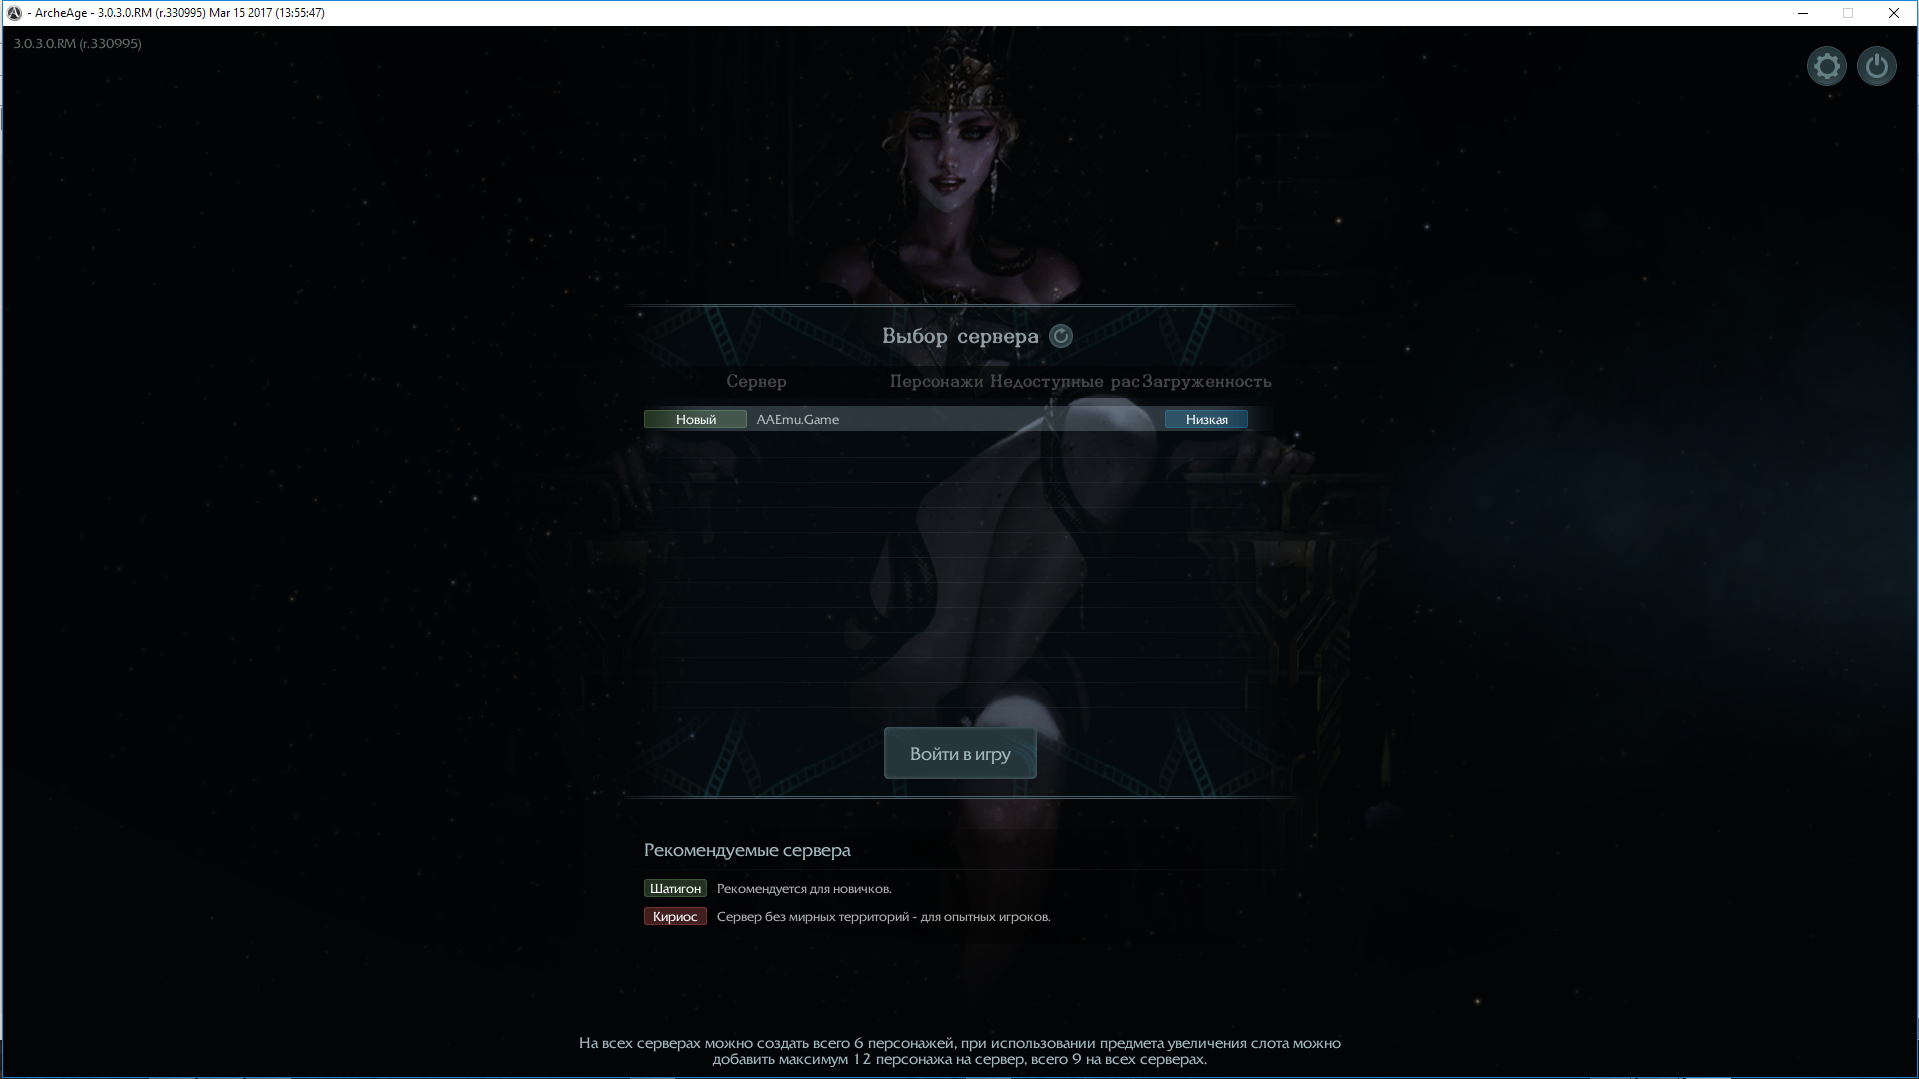 - ArcheAge - 3.0.3.0.RM (r.330995) Mar 15 2017 (13:55:47)
3.0.3.0.RM (r.330995)
Выбор сервера
Сервер Персонажи Недоступные рас Загруженность
Новый AAEmu.Game Низкая
Войти в игру
Рекомендуемые сервера
Шатигон Рекомендуется для новичков.
Кириос Сервер без мирных территорий - для опытных игроков.
На всех серверах можно создать всего 6 персонажей, при использовании предмета увеличения слота можно
добавить максимум 12 персонажа на сервер, всего 9 на всех серверах.